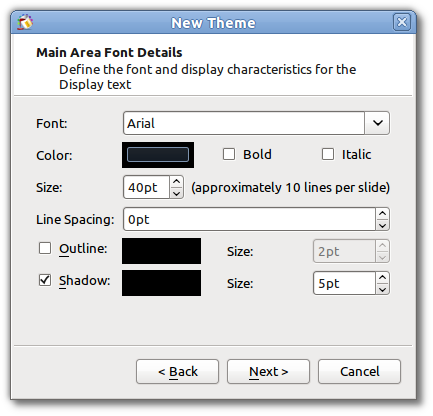 New Theme
Main Area Font Details
Define the font and display characteristics for the
Display text
Font: Arial
Color: Bold Italic
Size: 40pt (approximately 10 lines per slide)
Line Spacing: 0pt
Outline: Size: 2pt
Shadow: Size: 5pt
< Back Next > Cancel